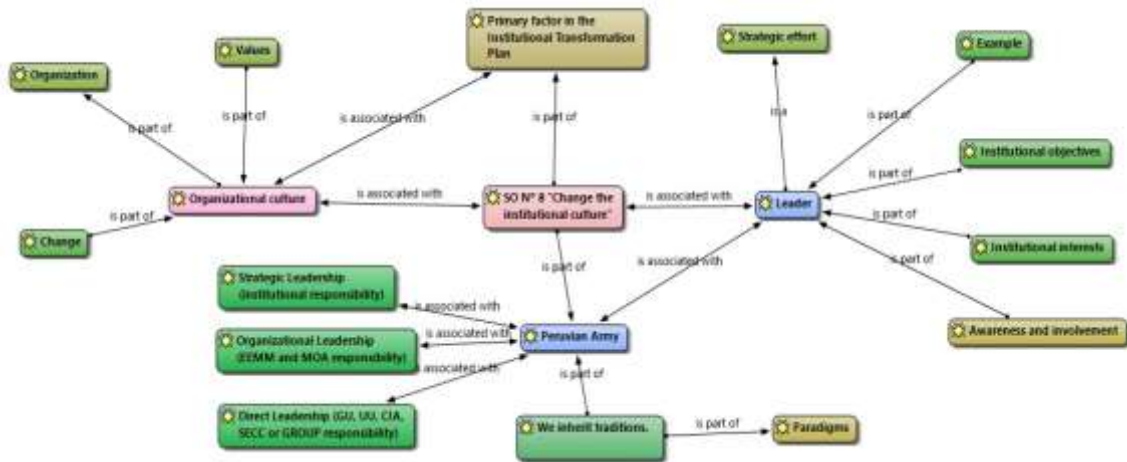 Primary factor in the
Institutional Transformation
Plan
Strategic effort
Example
Values
Organization
is part of
is part of
is associated with
is part of
is a
is part of
Institutional objectives
is part of
Organizational culture
is associated with
SO N° 8 "Change the
institutional culture"
is associated with
Leader
is part of
Change
is part of
Institutional interests
is part of
is associated with
is part of
Strategic Leadership
(institutional responsibility)
is associated with
Organizational Leadership
(EEMM and MOA responsibility)
is associated with
Peruvian Army
Awareness and involvement
is associated with
is part of
Direct Leadership (GU, UU, CIA,
SECC or GROUP responsibility)
We inherit traditions.
is part of
Paradigms